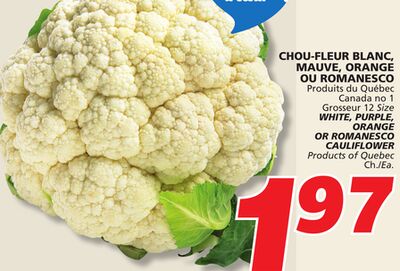 CHOU-FLEUR BLANC,
MAUVE, ORANGE
OU ROMANESCO
Produits du Québec
Canada no 1
Grosseur 12 Size
WHITE, PURPLE,
ORANGE
OR ROMANESCO
CAULIFLOWER
Products of Quebec
Ch./Ea.
197